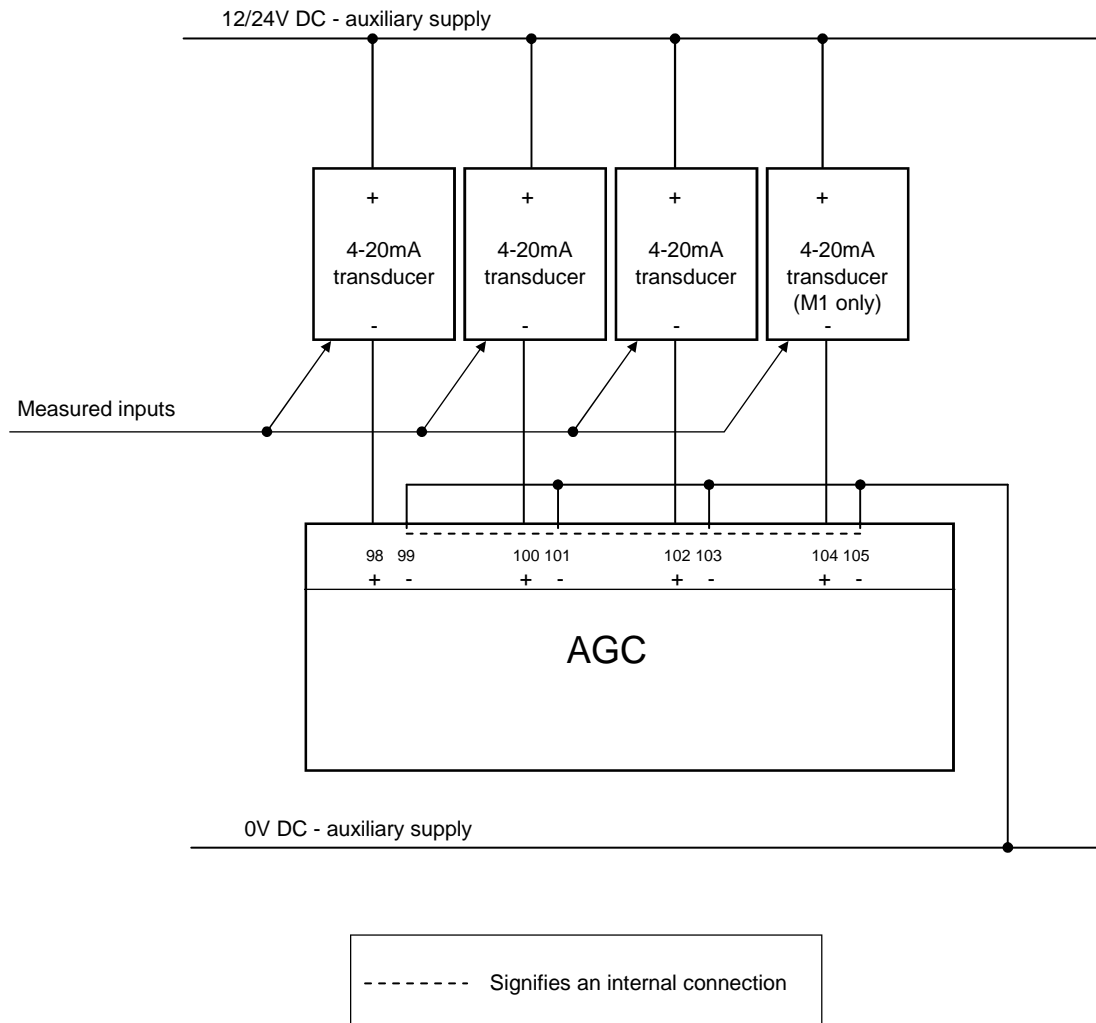 12/24V DC - auxiliary supply
+ + + +
4-20mA transducer
4-20mA transducer
4-20mA transducer
4-20mA transducer (M1 only)
- - - -
Measured inputs
98 99 100 101 102 103 104 105
+ - + - + - + -
AGC
0V DC - auxiliary supply
Signifies an internal connection